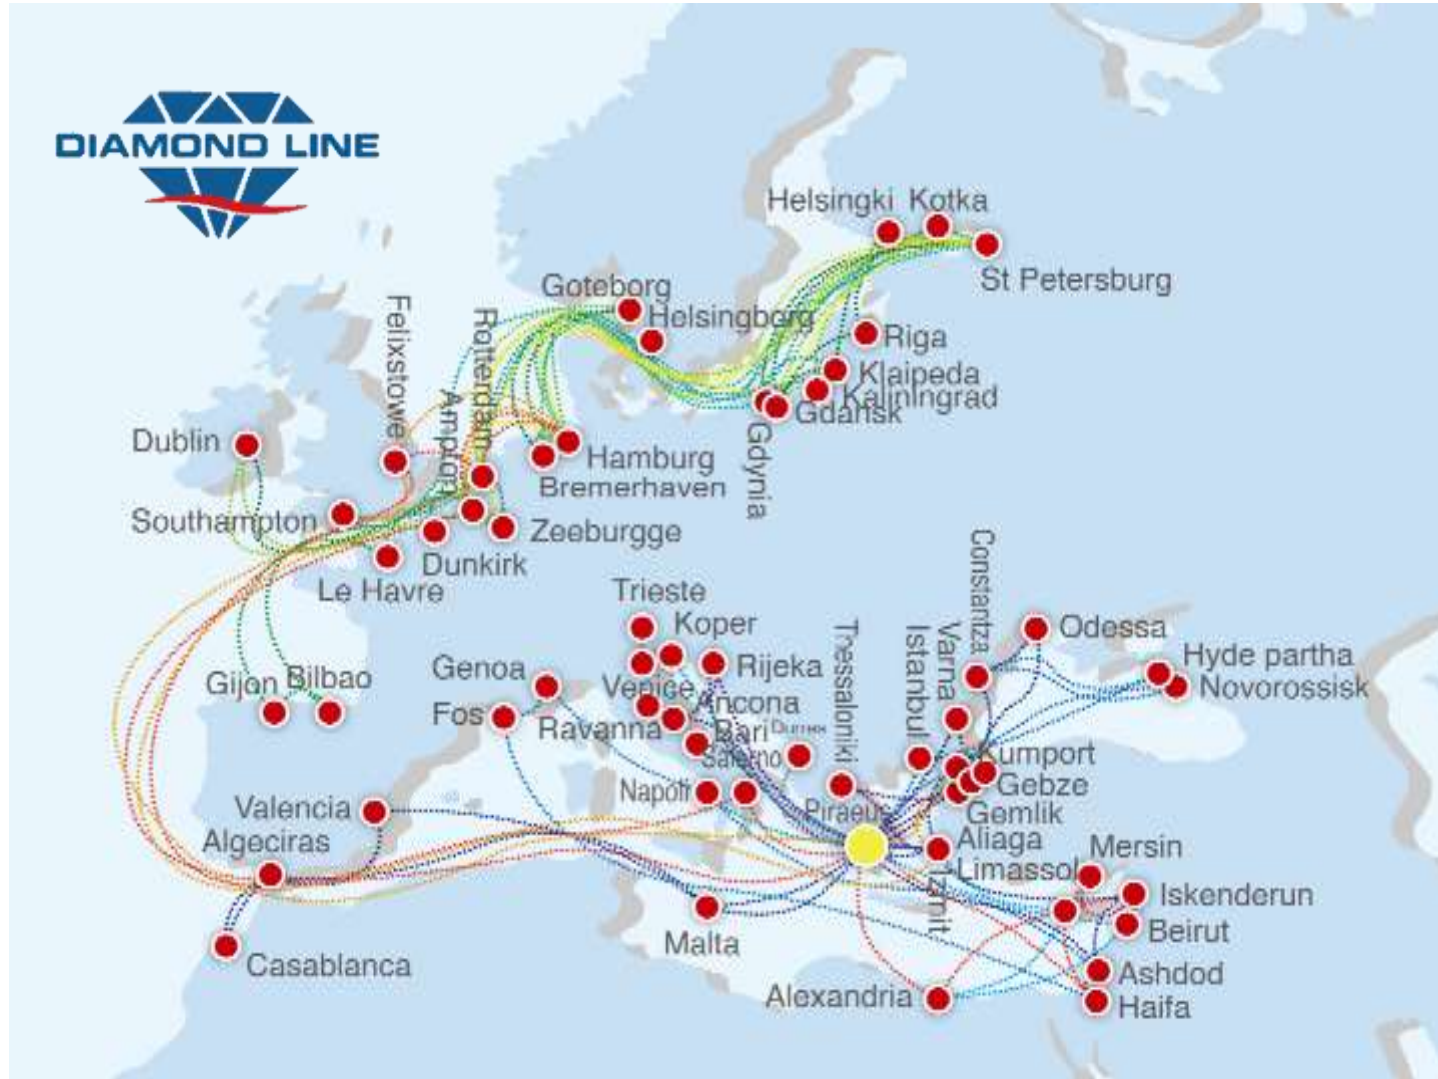 DIAMOND LINE
Helsingki
Kotka
St Petersburg
Goteborg
Helsingborg
Felixstowe
Rotterdam
Riga
Klaipeda
Kaliningrad
Gdansk
Gdynia
Dublin
Hamburg
Bremerhaven
Southampton
Zeeburgge
Dunkirk
Le Havre
Constantza
Trieste
Koper
Thessaloniki
Istanbul
Varna
Odessa
Genoa
Rijeka
Hyde partha
Gijon
Bilbao
Venice
Novorossisk
Fos
Ancona
Ravanna
Bari
Salerno
Kumport
Napoli
Gebze
Valencia
Piraeus
Gemlik
Algeciras
Aliaga
Mersin
Limassol
Izmit
Iskenderun
Beirut
Malta
Casablanca
Ashdod
Alexandria
Haifa